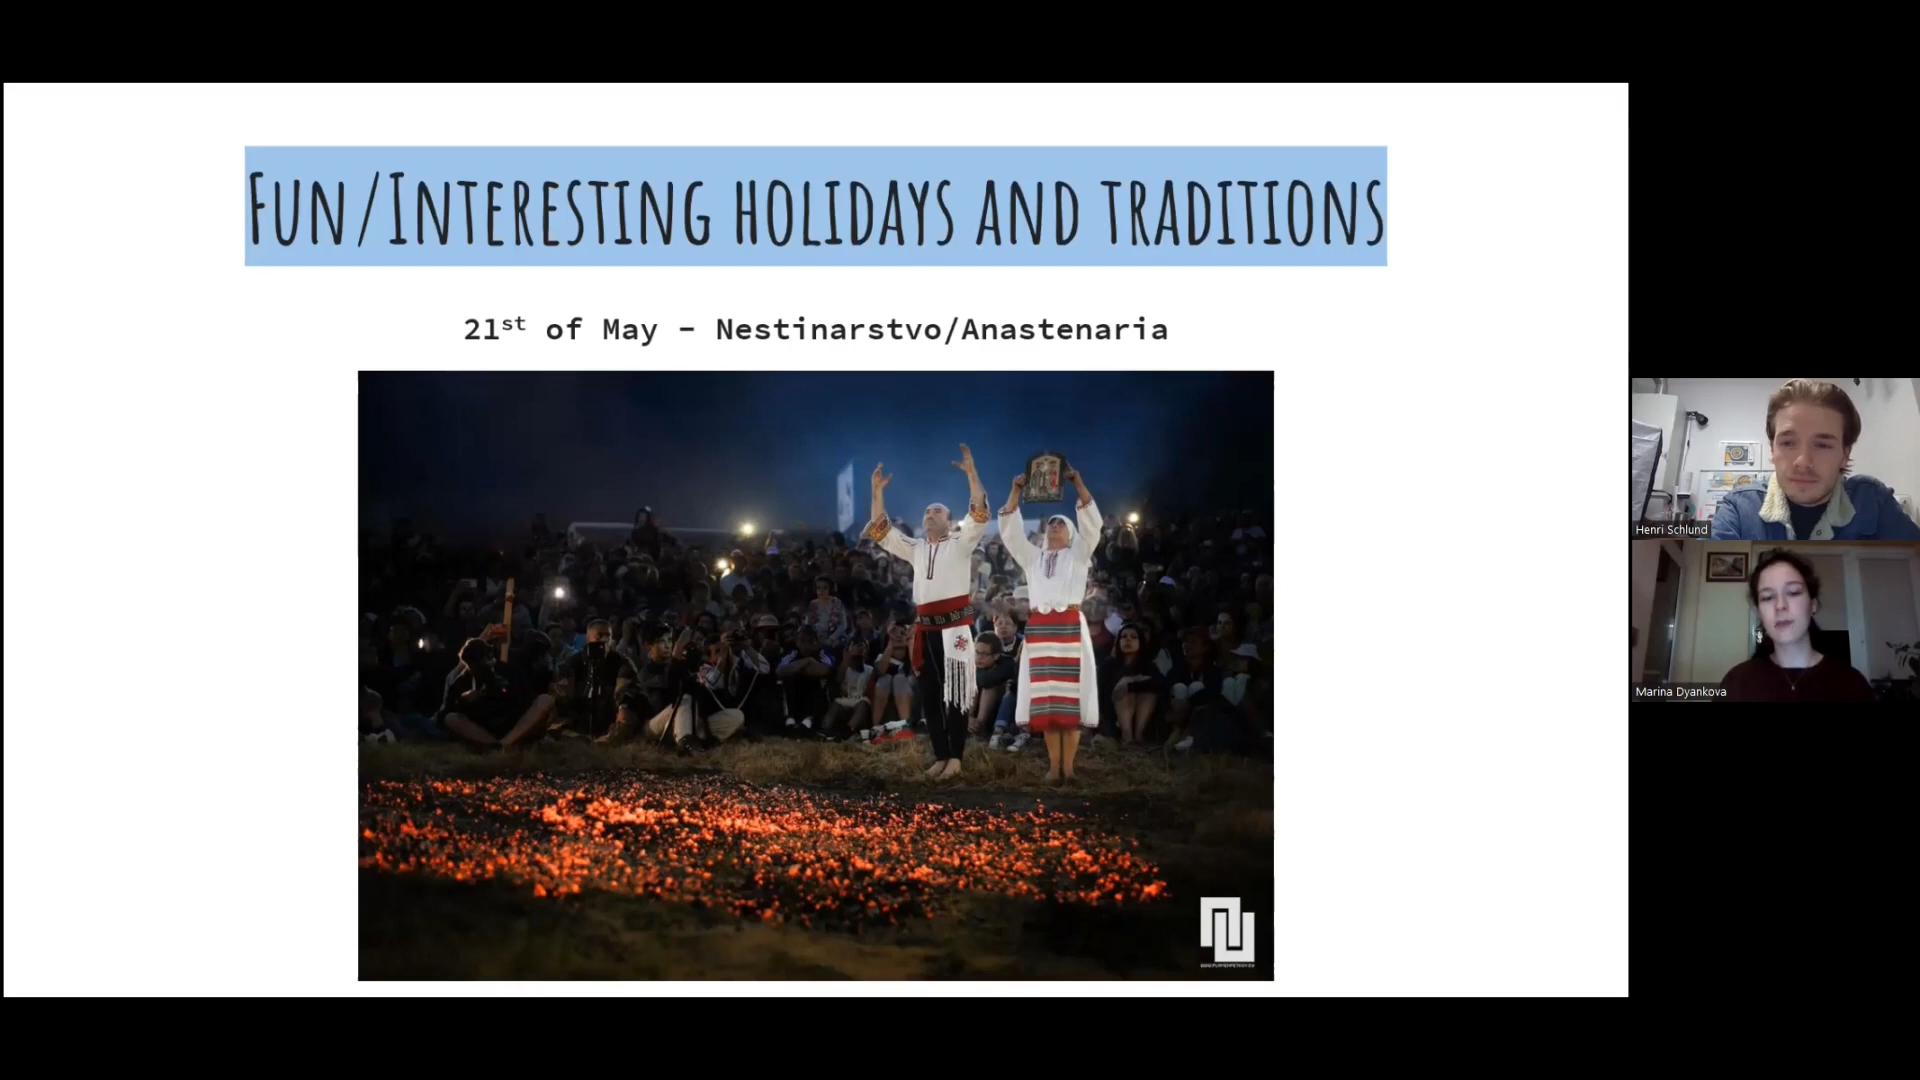 Fun/Interesting holidays and traditions
21st of May - Nestinarstvo/Anastenaria
Henri Schlund
Marina Dyankova